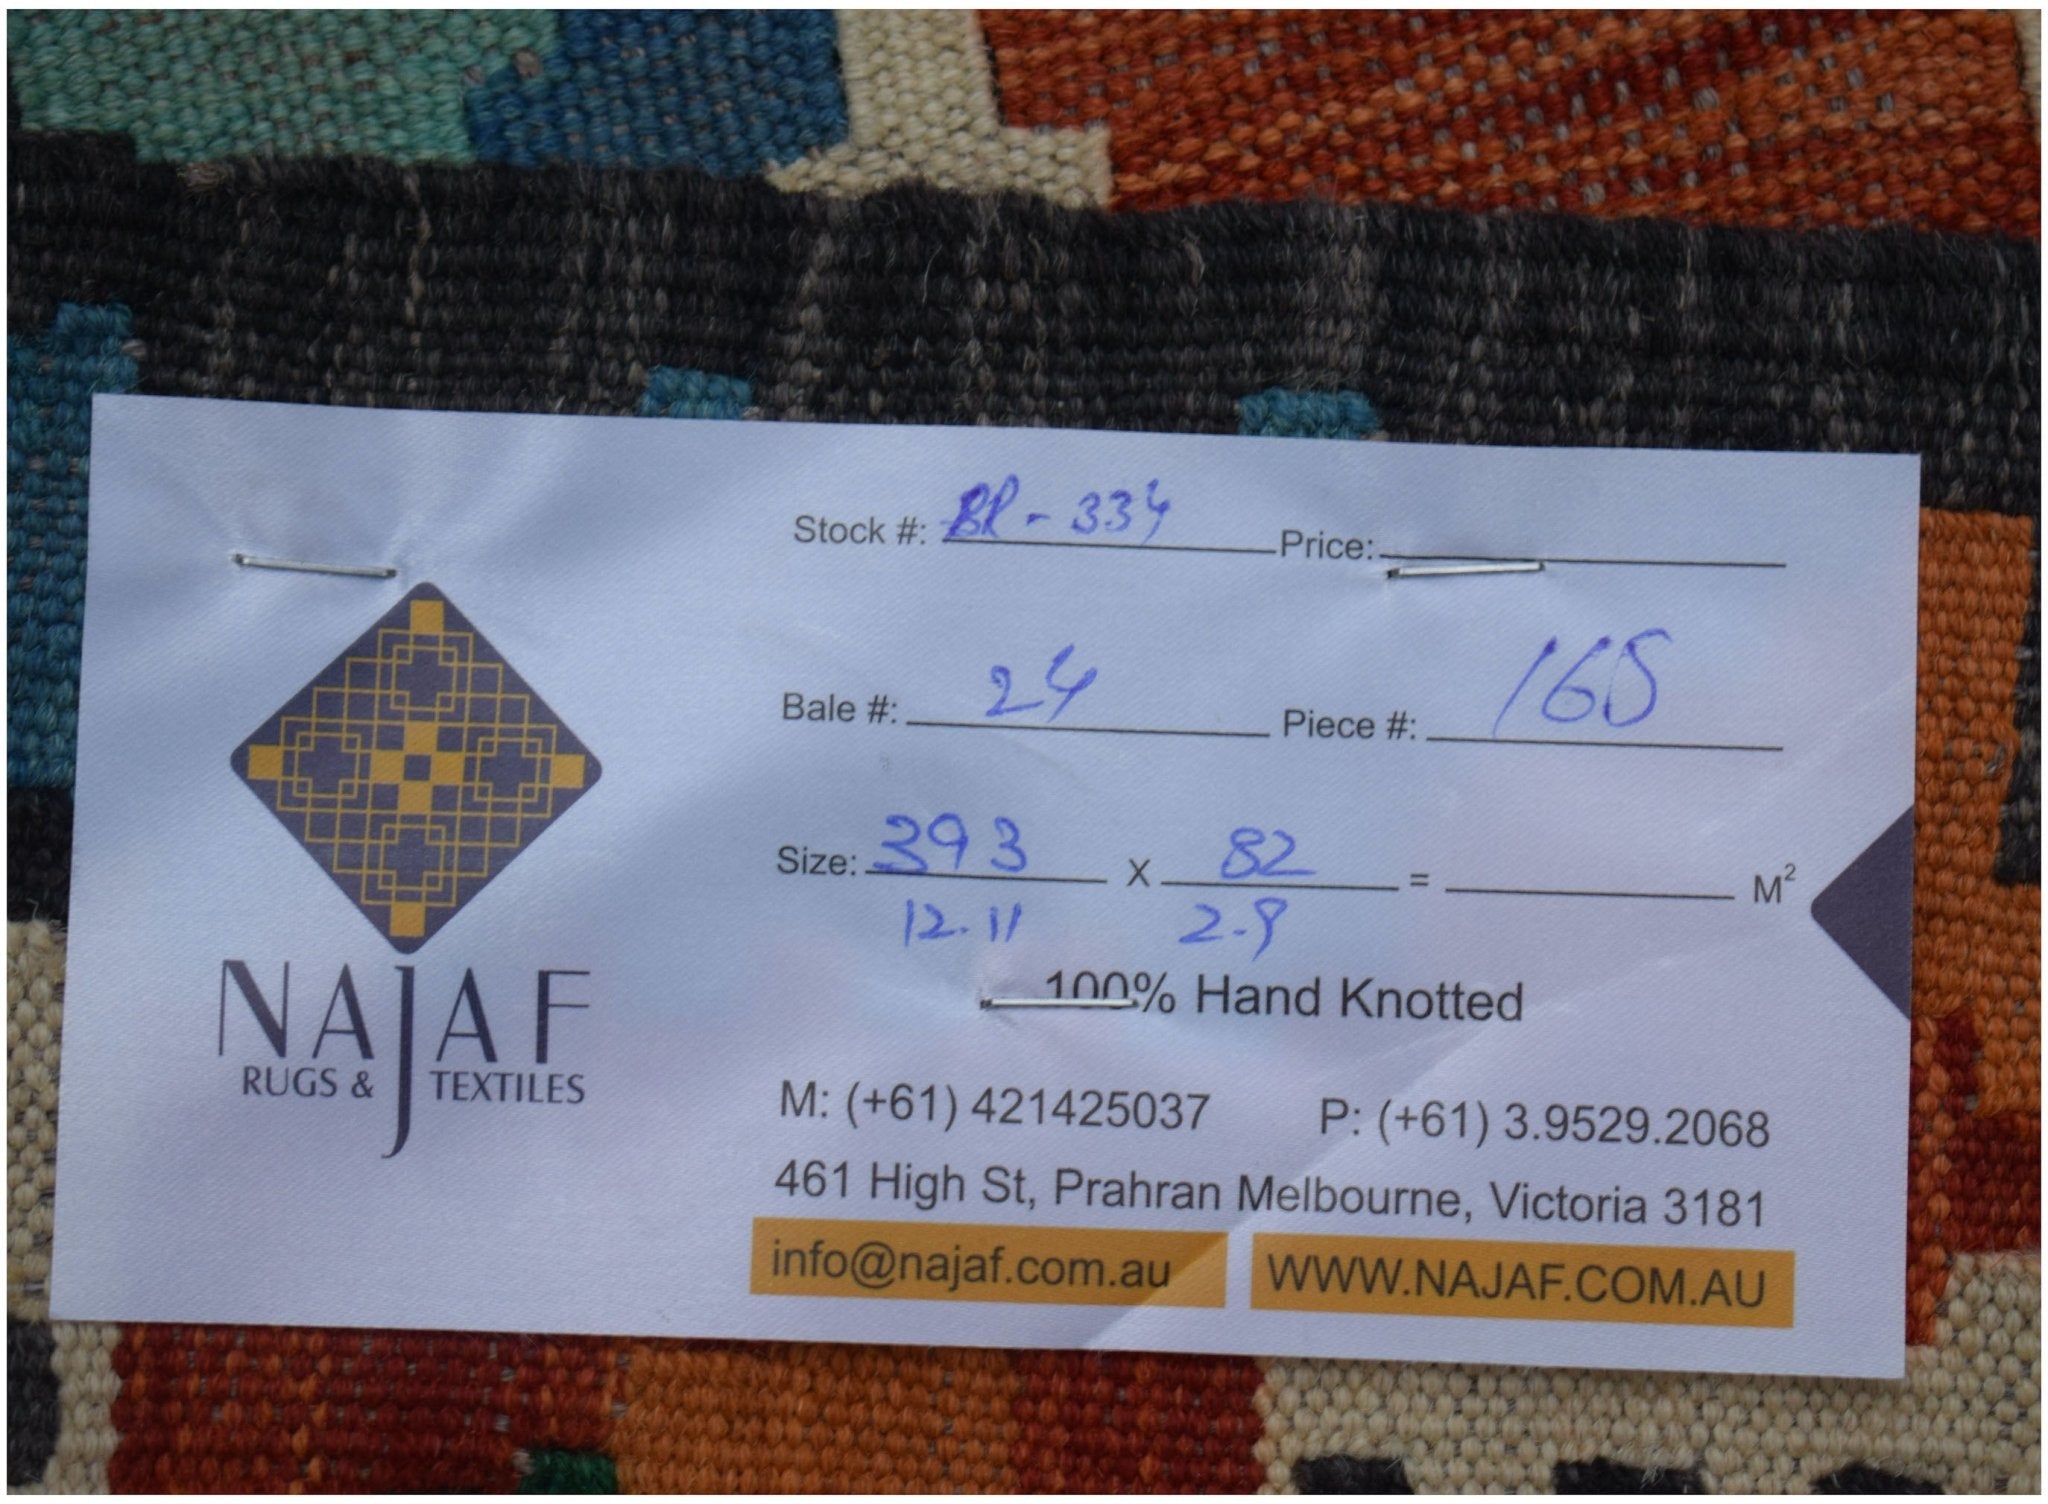 Stock #: BR - 334 Price:
Bale #: 24 Piece #: 165
Size: 393 X 82 = M²
12.11 2.9
100% Hand Knotted
NAJAF
RUGS & TEXTILES
M: (+61) 421425037 P: (+61) 3.9529.2068
461 High St, Prahran Melbourne, Victoria 3181
info@najaf.com.au WWW.NAJAF.COM.AU